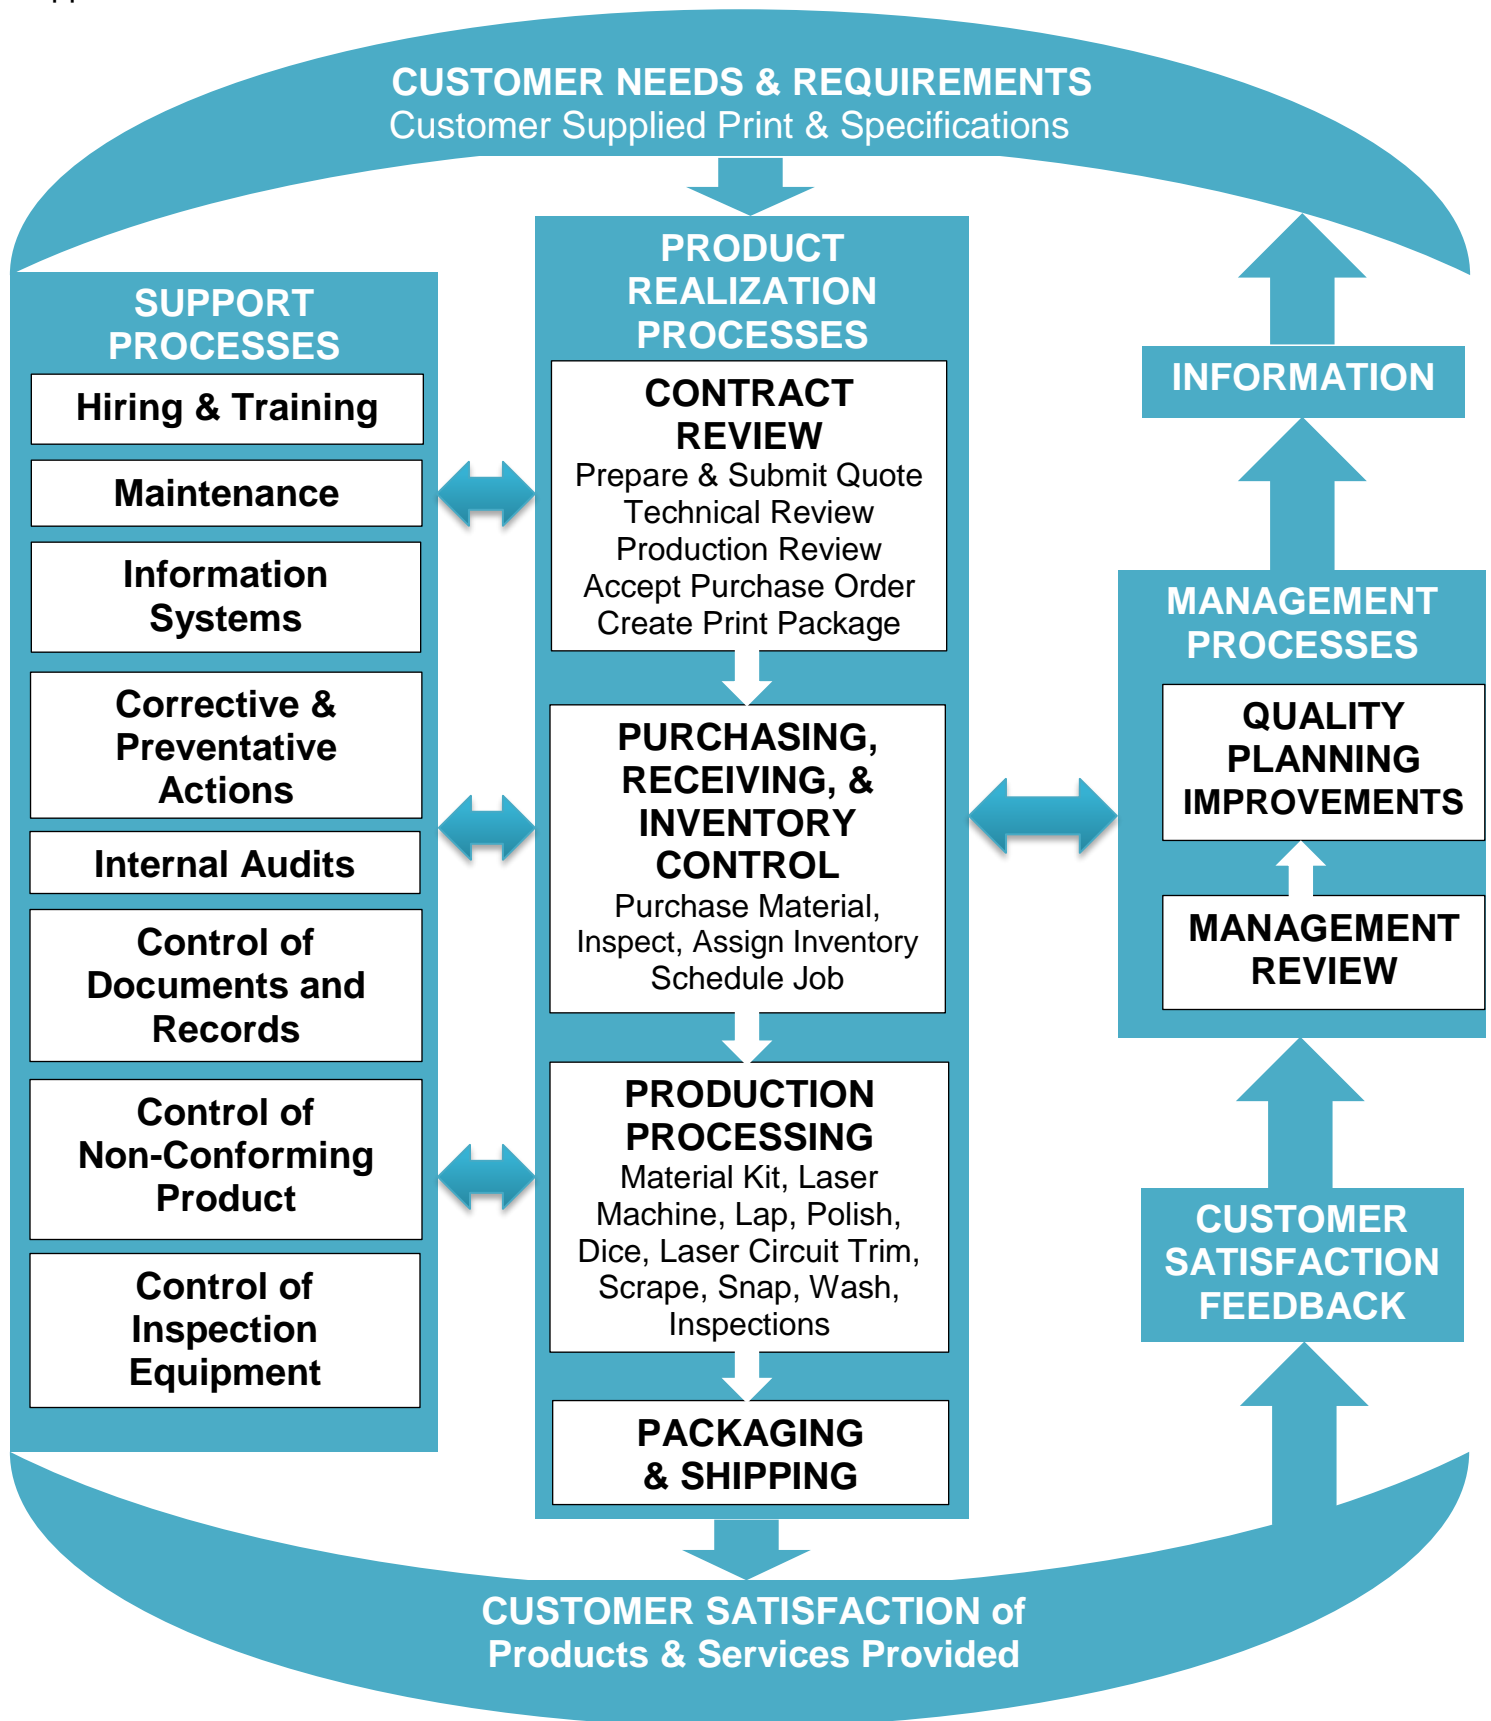 CUSTOMER NEEDS & REQUIREMENTS
Customer Supplied Print & Specifications
SUPPORT
PROCESSES
Hiring & Training
Maintenance
Information
Systems
Corrective &
Preventative
Actions
Internal Audits
Control of
Documents and
Records
Control of
Non-Conforming
Product
Control of
Inspection
Equipment
PRODUCT
REALIZATION
PROCESSES
CONTRACT
REVIEW
Prepare & Submit Quote
Technical Review
Production Review
Accept Purchase Order
Create Print Package
PURCHASING,
RECEIVING, &
INVENTORY
CONTROL
Purchase Material,
Inspect, Assign Inventory
Schedule Job
PRODUCTION
PROCESSING
Material Kit, Laser
Machine, Lap, Polish,
Dice, Laser Circuit Trim,
Scrape, Snap, Wash,
Inspections
PACKAGING
& SHIPPING
INFORMATION
MANAGEMENT
PROCESSES
QUALITY
PLANNING
IMPROVEMENTS
MANAGEMENT
REVIEW
CUSTOMER
SATISFACTION
FEEDBACK
CUSTOMER SATISFACTION of
Products & Services Provided